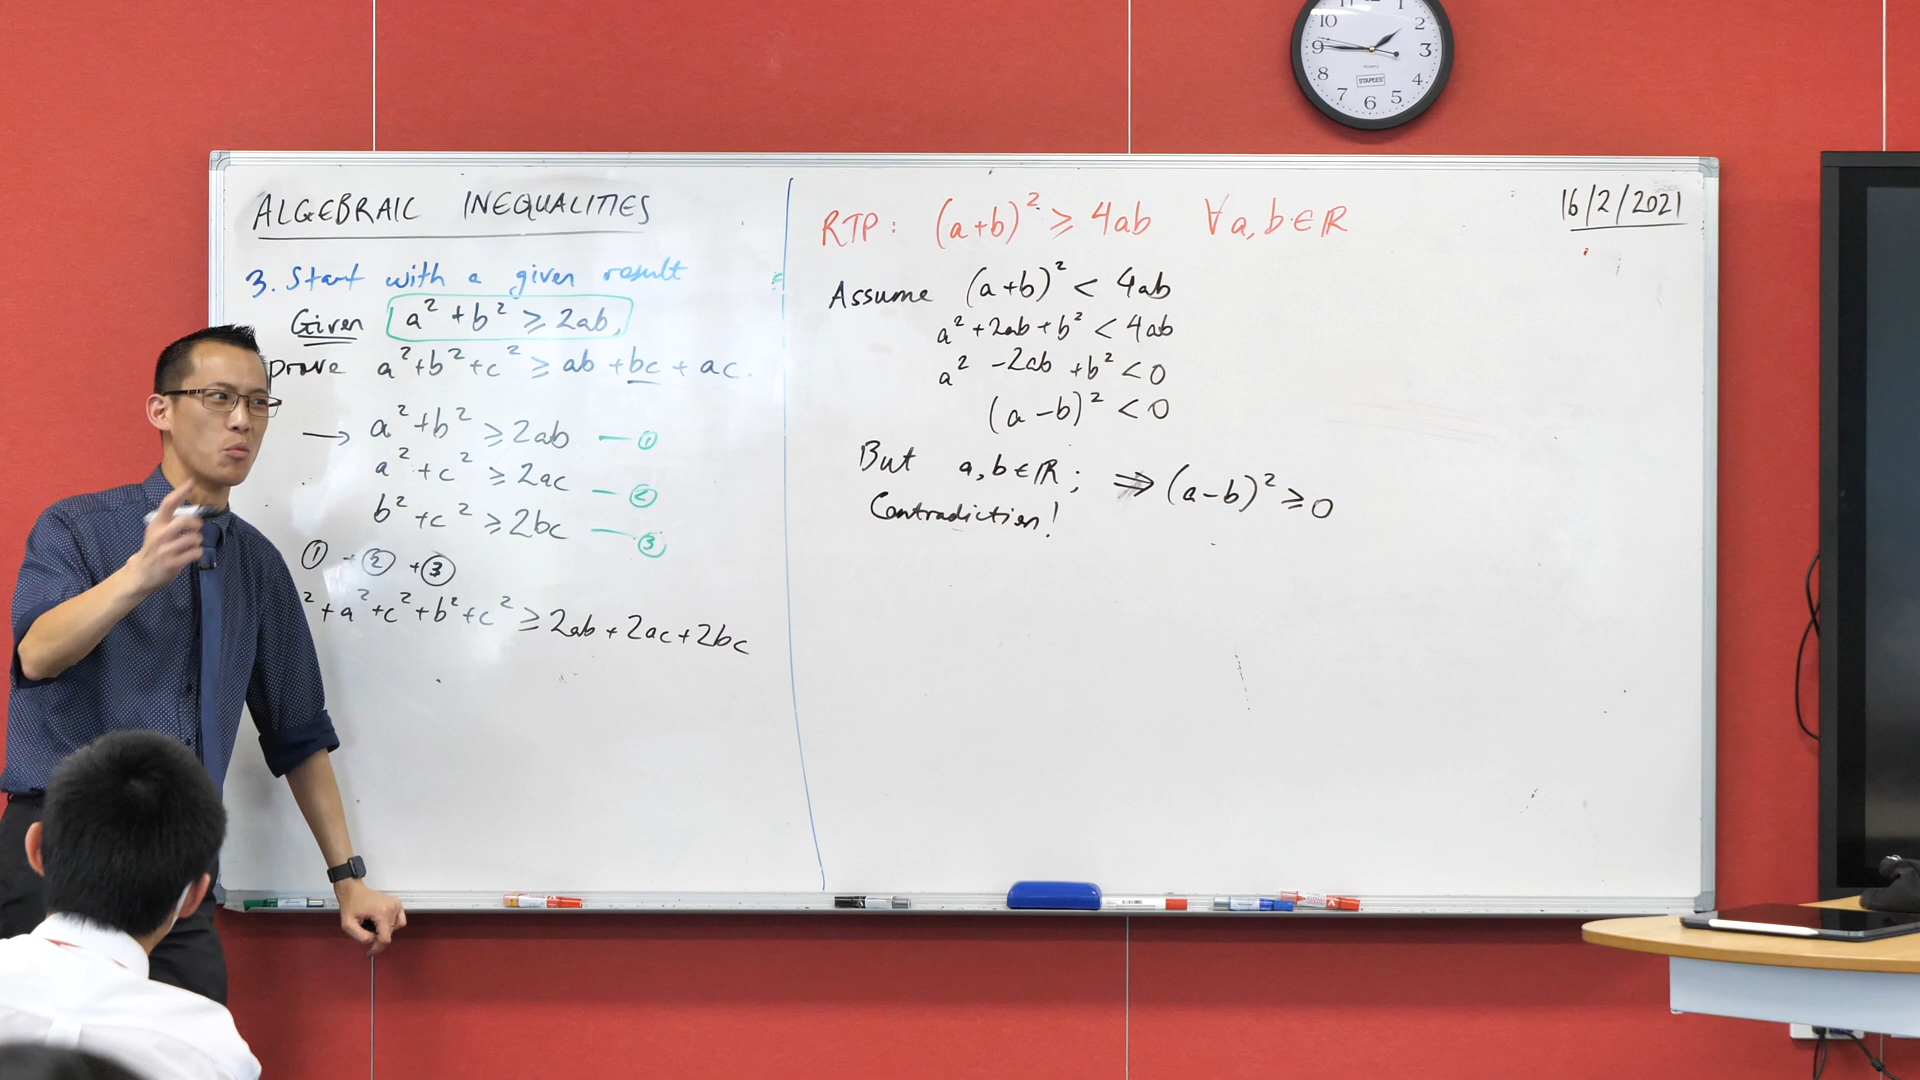 ALGEBRAIC INEQUALITIES
3. Start with a given result
Given a² + b² ⩾ 2ab,
prove a² + b² + c² ⩾ ab + bc + ac.
→ a² + b² ⩾ 2ab — ①
a² + c² ⩾ 2ac — ②
b² + c² ⩾ 2bc — ③
① + ② + ③
² + a² + c² + b² + c² ⩾ 2ab + 2ac + 2bc
RTP: (a+b)² ⩾ 4ab ∀a, b ∈ ℝ
Assume (a+b)² < 4ab
a² + 2ab + b² < 4ab
a² - 2ab + b² < 0
(a-b)² < 0
But a, b ∈ ℝ; ⇒ (a-b)² ⩾ 0
Contradiction!
16/2/2021
10 11 1 2 3 4 5 6 7 8 9
STAPLES